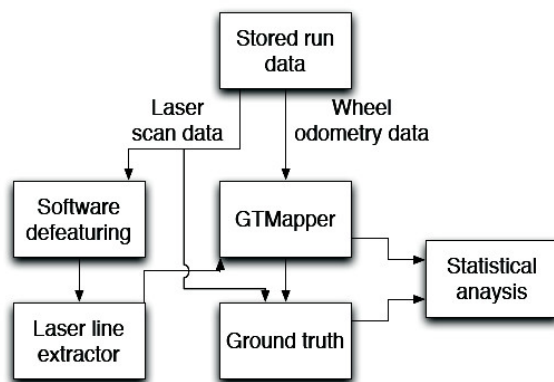 Stored run
data
Laser
scan data
Wheel
odometry data
Software
defeaturing
GTMapper
Statistical
anaysis
Laser line
extractor
Ground truth